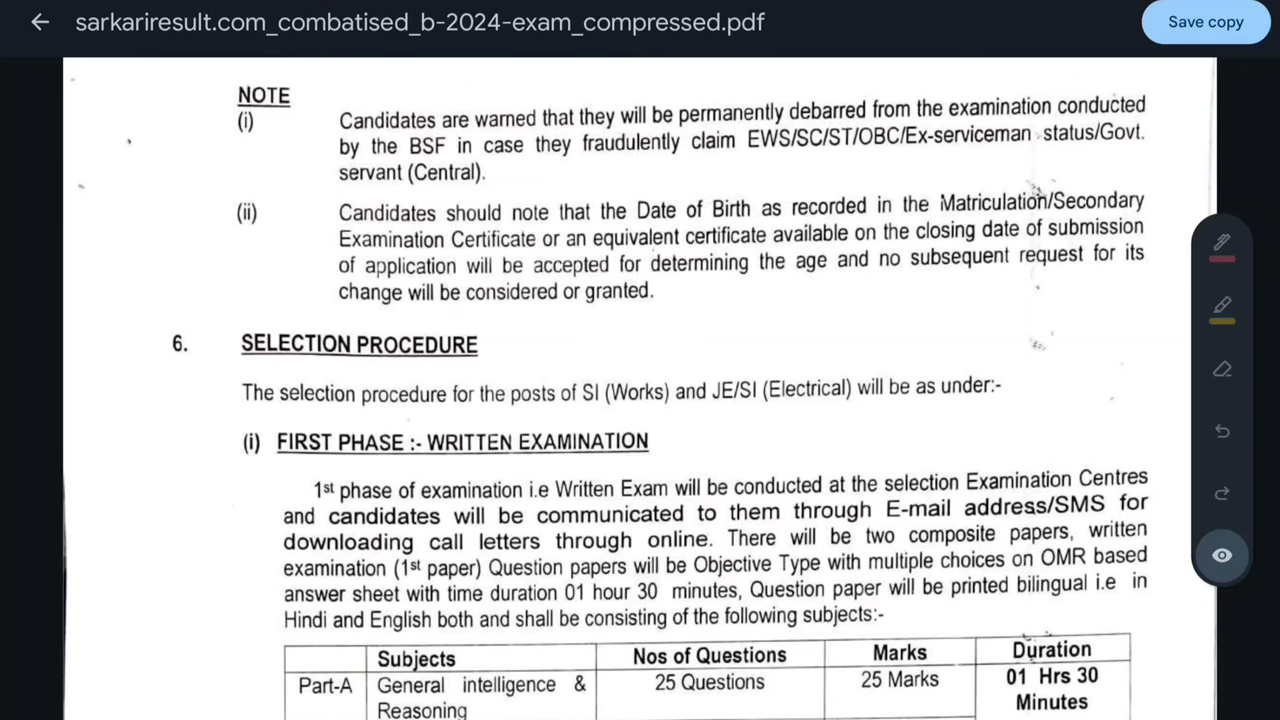 sarkariresult.com_combatised_b-2024-exam_compressed.pdf
Save copy
NOTE
(i) Candidates are warned that they will be permanently debarred from the examination conducted
by the BSF in case they fraudulently claim EWS/SC/ST/OBC/Ex-serviceman status/Govt.
servant (Central).
(ii) Candidates should note that the Date of Birth as recorded in the Matriculation/Secondary
Examination Certificate or an equivalent certificate available on the closing date of submission
of application will be accepted for determining the age and no subsequent request for its
change will be considered or granted.
6. SELECTION PROCEDURE
The selection procedure for the posts of SI (Works) and JE/SI (Electrical) will be as under:-
(i) FIRST PHASE :- WRITTEN EXAMINATION
1st phase of examination i.e Written Exam will be conducted at the selection Examination Centres
and candidates will be communicated to them through E-mail address/SMS for
downloading call letters through online. There will be two composite papers, written
examination (1st paper) Question papers will be Objective Type with multiple choices on OMR based
answer sheet with time duration 01 hour 30 minutes, Question paper will be printed bilingual i.e in
Hindi and English both and shall be consisting of the following subjects:-
Subjects Nos of Questions Marks Duration
Part-A General intelligence & 25 Questions 25 Marks 01 Hrs 30
Reasoning Minutes